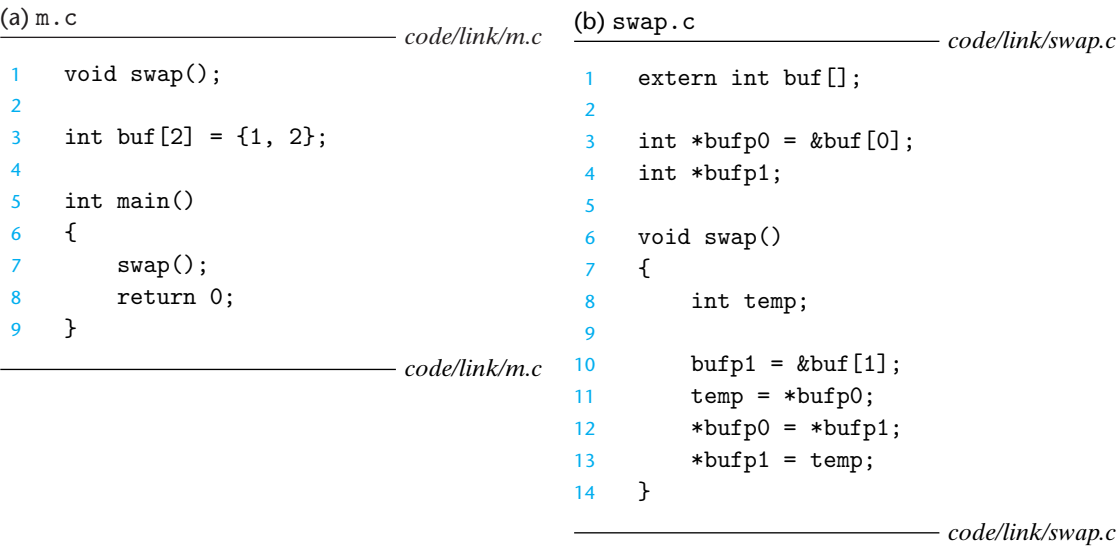 (a) m.c
code/link/m.c
1 void swap();
2
3 int buf[2] = {1, 2};
4
5 int main()
6 {
7     swap();
8     return 0;
9 }
code/link/m.c
(b) swap.c
code/link/swap.c
1 extern int buf[];
2
3 int *bufp0 = &buf[0];
4 int *bufp1;
5
6 void swap()
7 {
8     int temp;
9
10     bufp1 = &buf[1];
11     temp = *bufp0;
12     *bufp0 = *bufp1;
13     *bufp1 = temp;
14 }
code/link/swap.c